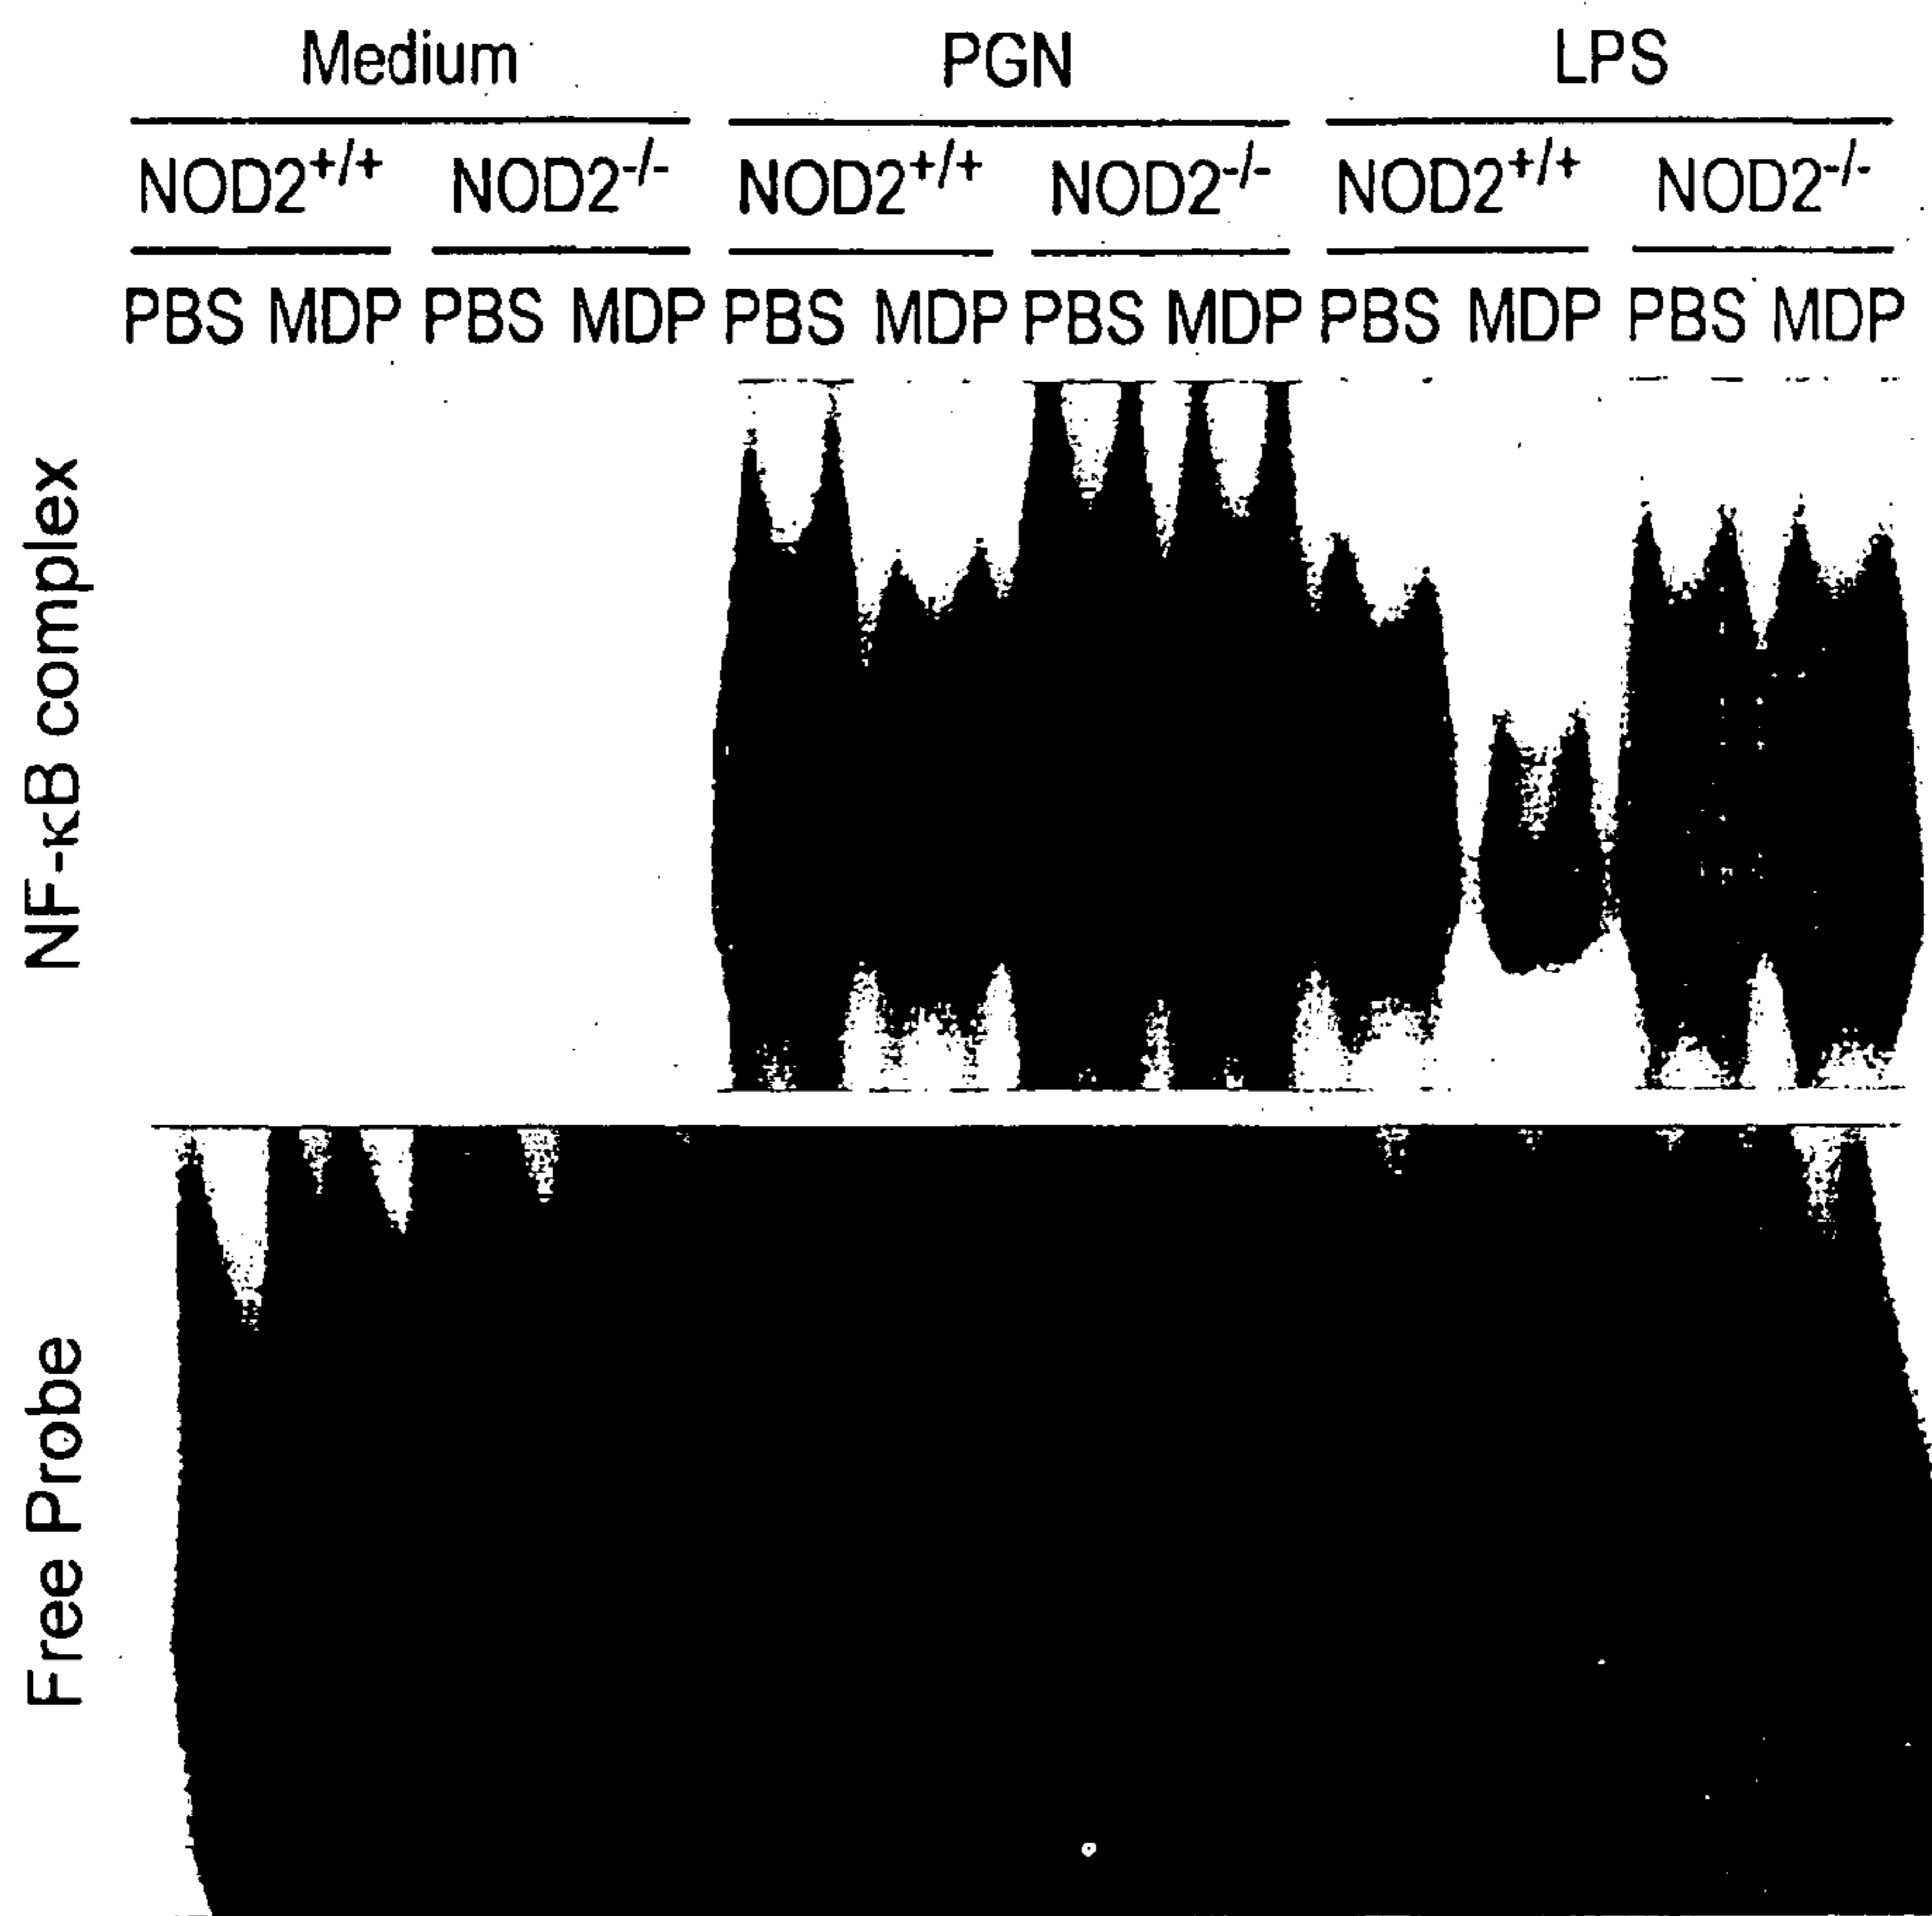 Medium PGN LPS
NOD2+/+ NOD2-/- NOD2+/+ NOD2-/- NOD2+/+ NOD2-/-
PBS MDP PBS MDP PBS MDP PBS MDP PBS MDP PBS MDP
NF-κB complex
Free Probe